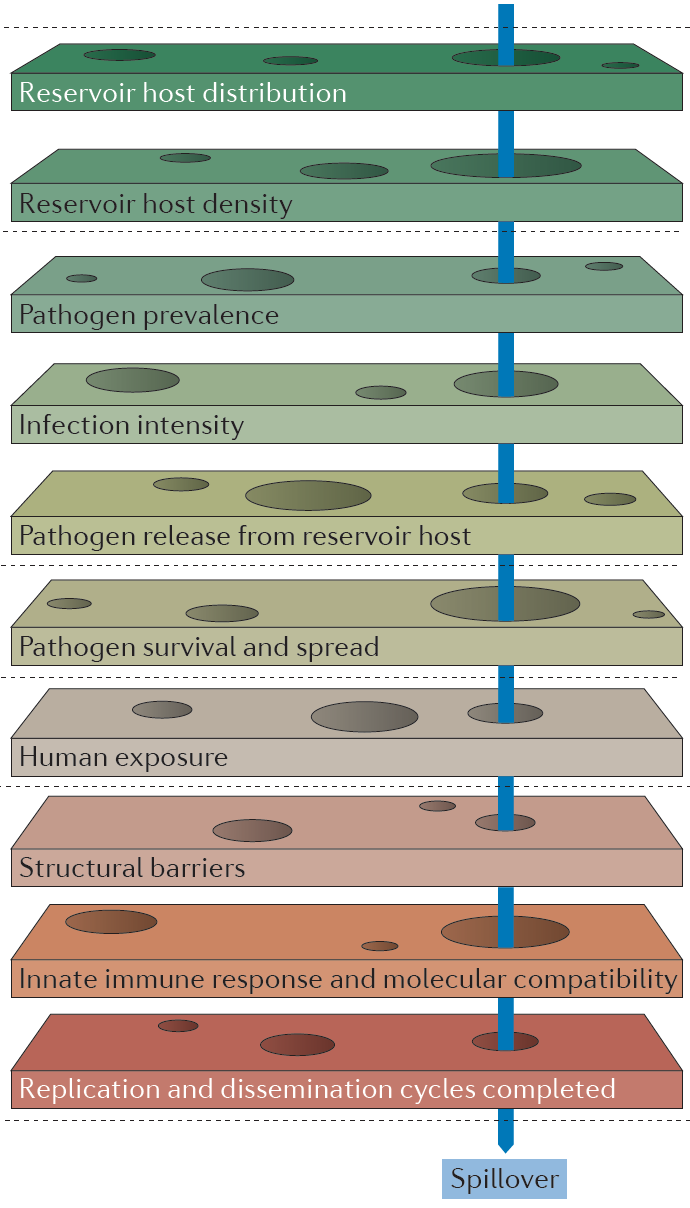 Reservoir host distribution
Reservoir host density
Pathogen prevalence
Infection intensity
Pathogen release from reservoir host
Pathogen survival and spread
Human exposure
Structural barriers
Innate immune response and molecular compatibility
Replication and dissemination cycles completed
Spillover